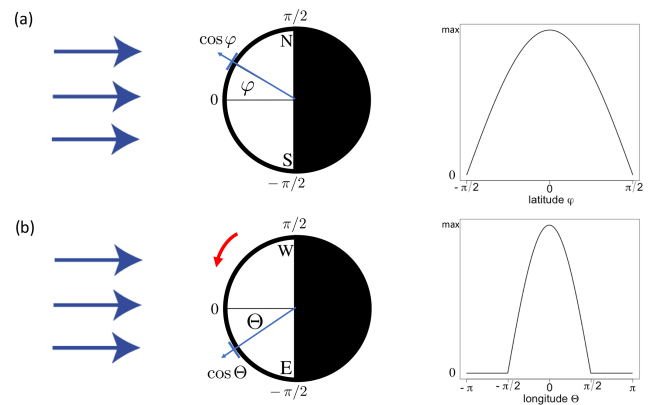 (a)
π/2
cos φ
N
φ
0
S
- π/2
max
0
- π/2
0
π/2
latitude φ
(b)
π/2
W
0
Θ
E
cos Θ
- π/2
max
0
- π
- π/2
0
π/2
π
longitude Θ